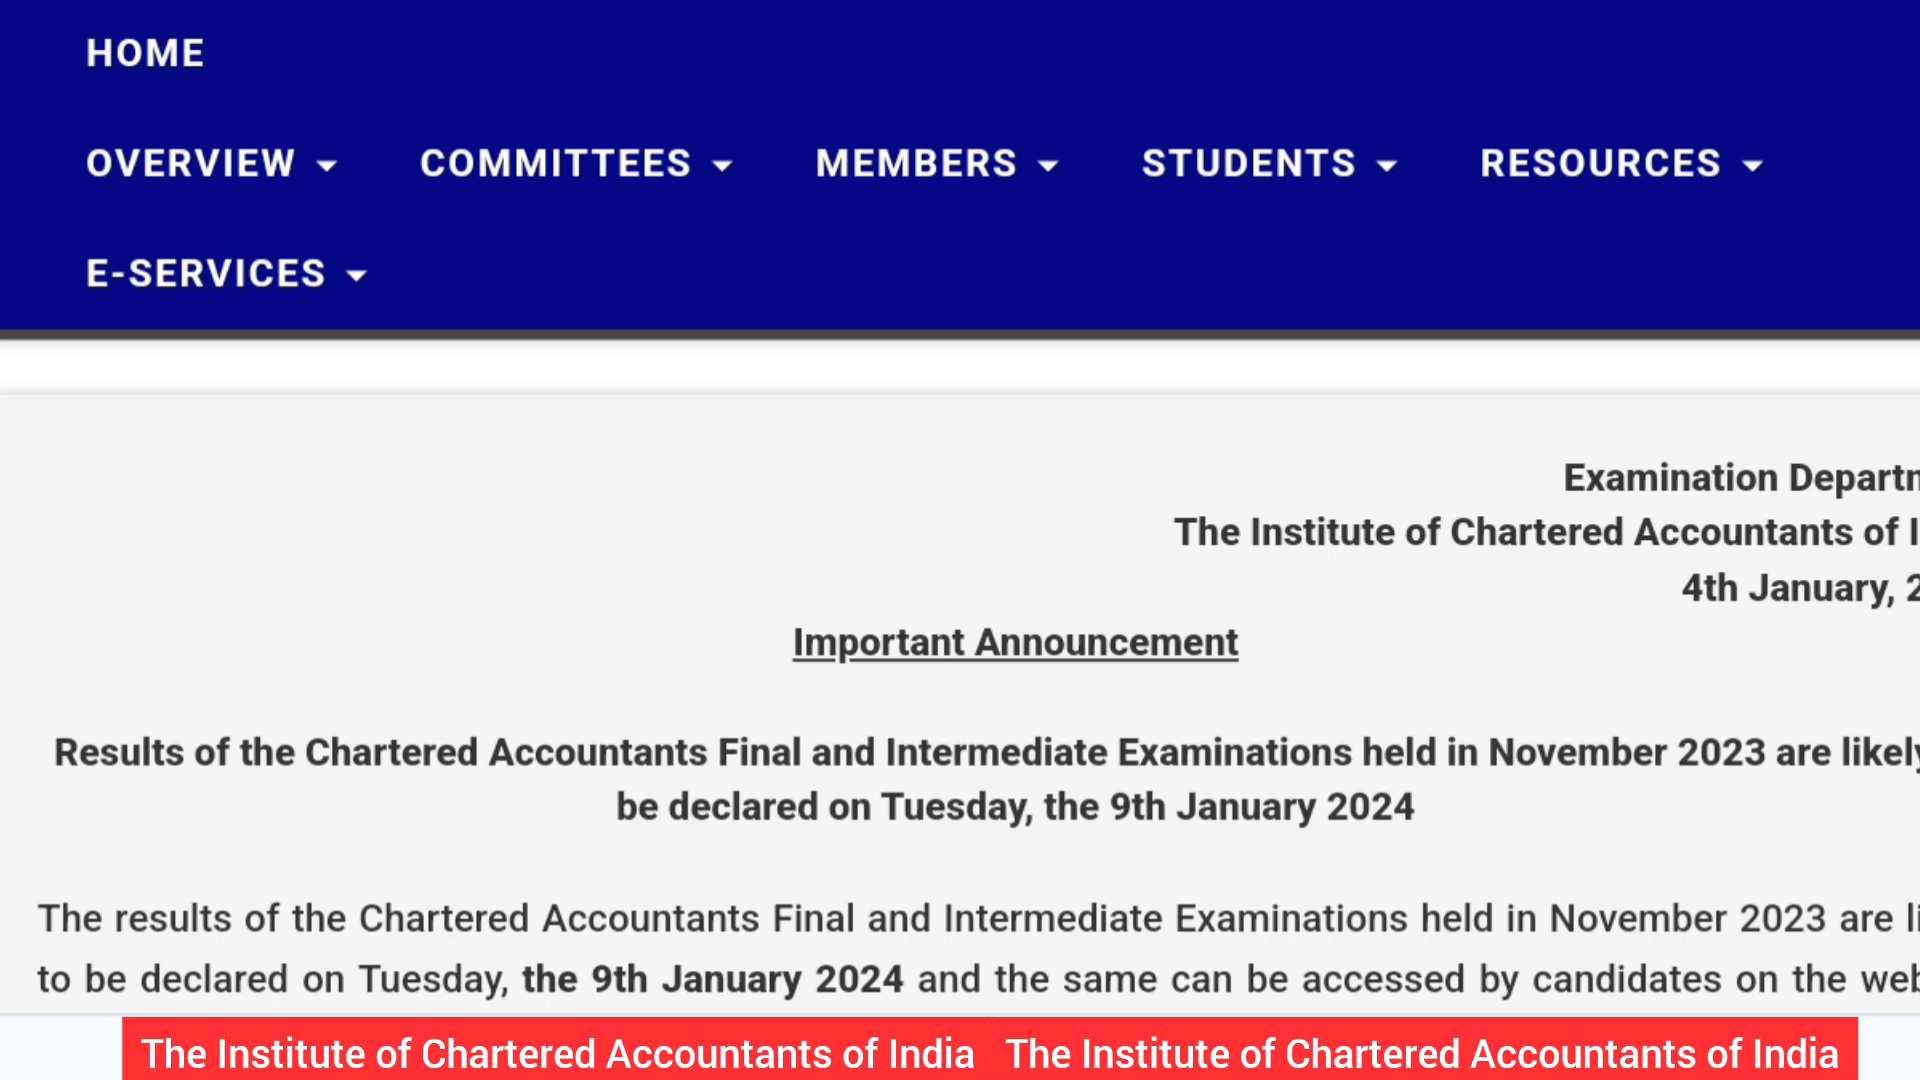 HOME
OVERVIEW COMMITTEES MEMBERS STUDENTS RESOURCES
E-SERVICES
Examination
The Institute of Chartered Accountants of
4th January,
Important Announcement
Results of the Chartered Accountants Final and Intermediate Examinations held in November 2023 are likely
be declared on Tuesday, the 9th January 2024
The results of the Chartered Accountants Final and Intermediate Examinations held in November 2023 are
to be declared on Tuesday, the 9th January 2024 and the same can be accessed by candidates on the
The Institute of Chartered Accountants of India The Institute of Chartered Accountants of India